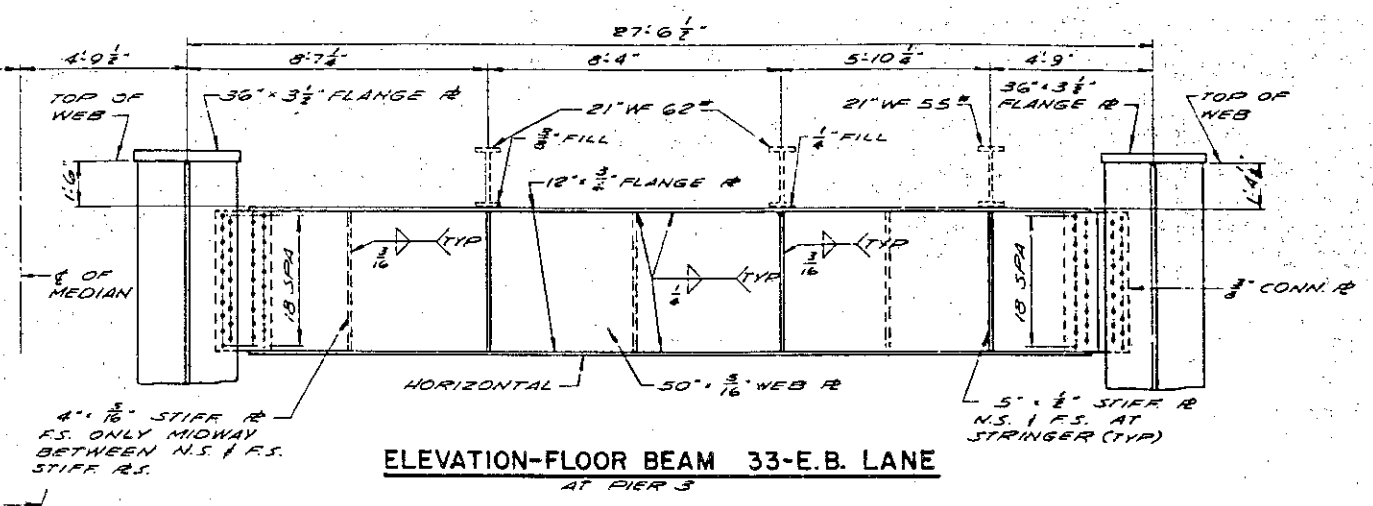 27'-6 1/2"
4'-9 1/2"
8'-7 1/4"
8'-4"
5'-10 1/4"
4'-9"
TOP OF
WEB
36" x 3 1/2" FLANGE PL
21" WF 62#
21" WF 55#
36" x 3 1/2"
FLANGE PL
TOP OF
WEB
3/8" FILL
1/4" FILL
1'-6"
12" x 3/4" FLANGE PL
3/16
TYP
3/16
TYP
1/4
TYP
18 SPA
18 SPA
℄ OF
MEDIAN
3/8" CONN. PL
HORIZONTAL
50" x 5/16" WEB PL
4" x 5/16" STIFF. PL
F.S. ONLY MIDWAY
BETWEEN N.S. & F.S.
STIFF. PLS.
5" x 1/2" STIFF. PL
N.S. & F.S. AT
STRINGER (TYP)
ELEVATION-FLOOR BEAM 33-E.B. LANE
AT PIER 3